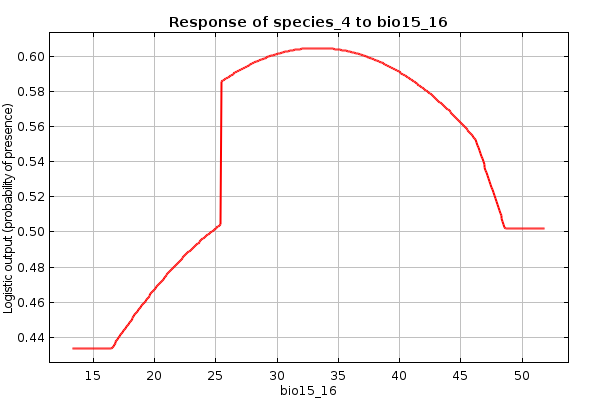 Response of species_4 to bio15_16
Logistic output (probability of presence)
0.60
0.58
0.56
0.54
0.52
0.50
0.48
0.46
0.44
15 20 25 30 35 40 45 50
bio15_16